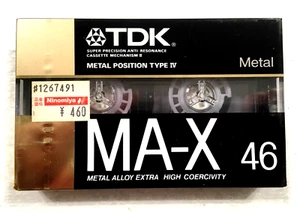 TDK
SUPER PRECISION ANTI RESONANCE
CASSETTE MECHANISM II
METAL POSITION TYPE IV
Metal
#1267491
Ninomiya
¥ 460
MA-X 46
METAL ALLOY EXTRA HIGH COERCIVITY